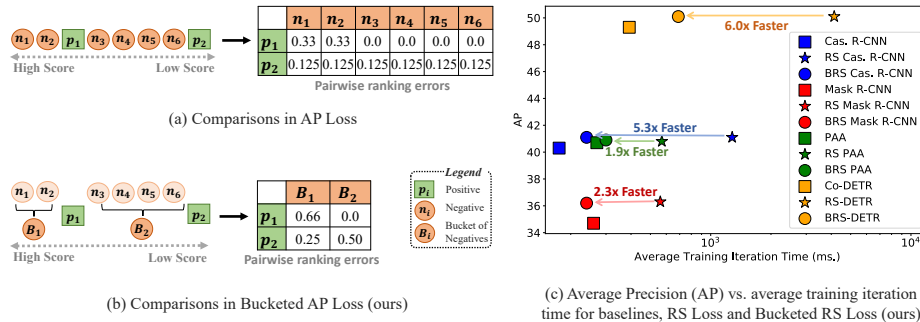 n1 n2 p1 n3 n4 n5 n6 p2
High Score Low Score
n1 n2 n3 n4 n5 n6
p1 0.33 0.33 0.0 0.0 0.0 0.0
p2 0.125 0.125 0.125 0.125 0.125 0.125
Pairwise ranking errors
(a) Comparisons in AP Loss
n1 n2 p1 n3 n4 n5 n6 p2
B1 B2
High Score Low Score
B1 B2
p1 0.66 0.0
p2 0.25 0.50
Pairwise ranking errors
Legend
pi Positive
ni Negative
Bi Bucket of
Negatives
(b) Comparisons in Bucketed AP Loss (ours)
AP
50
48
46
44
42
40
38
36
34
6.0x Faster
5.3x Faster
1.9x Faster
2.3x Faster
Cas. R-CNN
RS Cas. R-CNN
BRS Cas. R-CNN
Mask R-CNN
RS Mask R-CNN
BRS Mask R-CNN
PAA
RS PAA
BRS PAA
Co-DETR
RS-DETR
BRS-DETR
10³ 10⁴
Average Training Iteration Time (ms.)
(c) Average Precision (AP) vs. average training iteration
time for baselines, RS Loss and Bucketed RS Loss (ours)